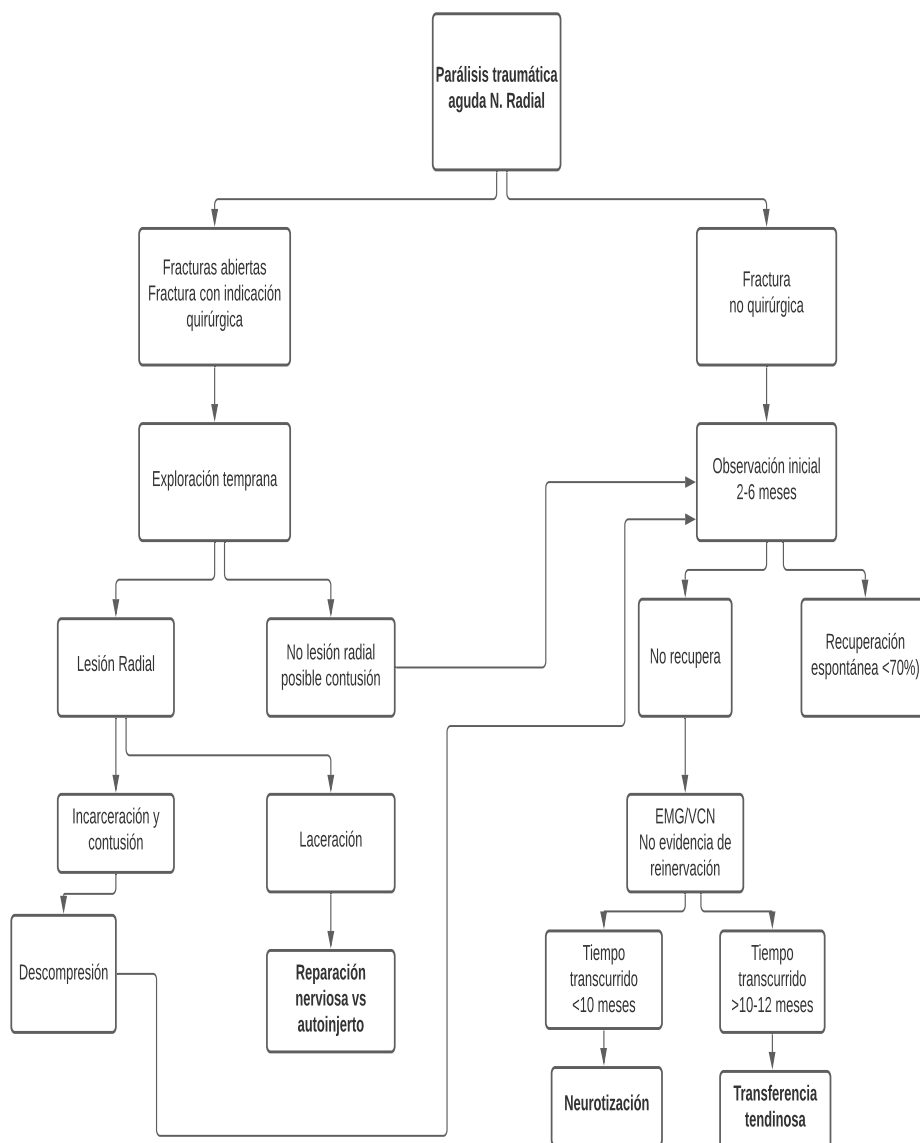 Parálisis traumática
aguda N. Radial
Fracturas abiertas
Fractura con indicación
quirúrgica
Fractura
no quirúrgica
Exploración temprana
Observación inicial
2-6 meses
Lesión Radial
No lesión radial
posible contusión
No recupera
Recuperación
espontánea <70%)
Incarceración y
contusión
Laceración
EMG/VCN
No evidencia de
reinervación
Descompresión
Reparación
nerviosa vs
autoinjerto
Tiempo
transcurrido
<10 meses
Tiempo
transcurrido
>10-12 meses
Neurotización
Transferencia
tendinosa